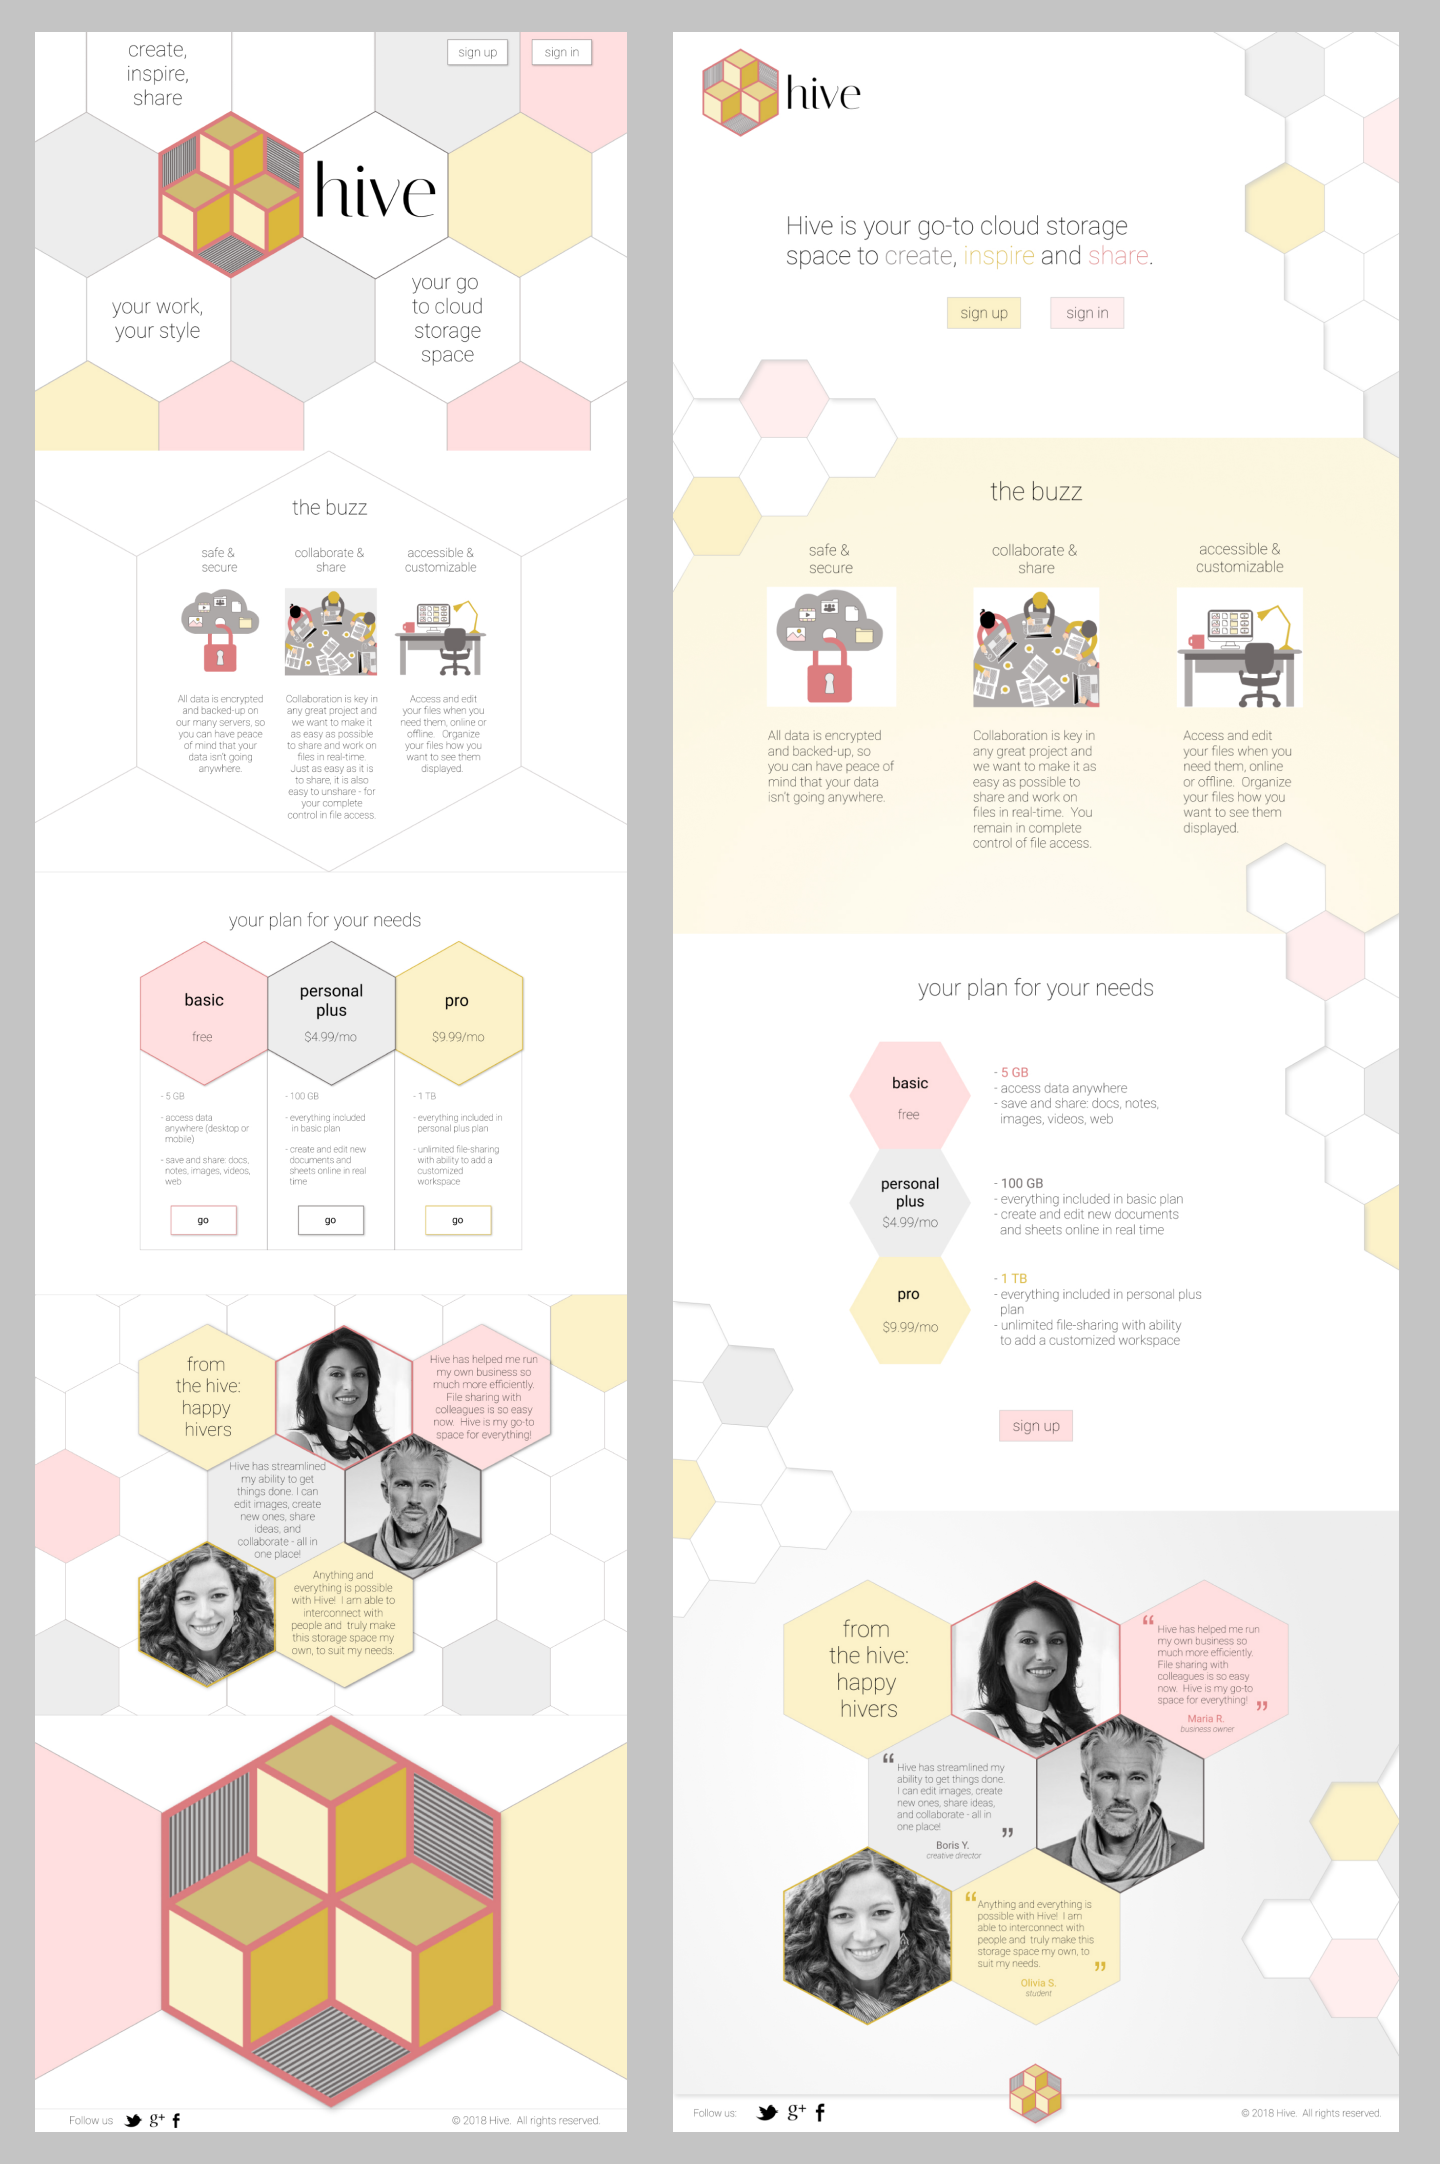 create,
inspire,
share
sign up
sign in
hive
your work,
your style
your go
to cloud
storage
space
the buzz
safe &
secure
collaborate &
share
accessible &
customizable
All data is encrypted
and backed-up on
our many servers, so
you can have peace
of mind that your
data isn't going
anywhere.
Collaboration is key in
any great project and
we want to make it
as easy as possible
to share and work on
files in real-time.
Just as easy as it is
to share, it is also
easy to unshare - for
your complete
control in file access.
Access and edit
your files when you
need them, online or
offline. Organize
your files how you
want to see them
displayed.
your plan for your needs
basic
free
personal
plus
$4.99/mo
pro
$9.99/mo
- 5 GB
- access data
anywhere (desktop or
mobile)
- save and share: docs,
notes, images, videos,
web
go
- 100 GB
- everything included
in basic plan
- create and edit new
documents and
sheets online in real
time
go
- 1 TB
- everything included in
personal plus plan
- unlimited file-sharing
with ability to add a
customized
workspace
go
from
the hive:
happy
hivers
Hive has helped me run
my own business so
much more efficiently.
File sharing with
colleagues is so easy
now. Hive is my go-to
space for everything!
Hive has streamlined
my ability to get
things done. I can
edit images, create
new ones, share
ideas, and
collaborate - all in
one place!
Anything and
everything is possible
with Hive! I am able to
interconnect with
people and truly make
this storage space my
own, to suit my needs.
Follow us
g+ f
© 2018 Hive. All rights reserved.
hive
Hive is your go-to cloud storage
space to create, inspire and share.
sign up
sign in
the buzz
safe &
secure
collaborate &
share
accessible &
customizable
All data is encrypted
and backed-up, so
you can have peace of
mind that your data
isn't going anywhere.
Collaboration is key in
any great project and
we want to make it as
easy as possible to
share and work on
files in real-time. You
remain in complete
control of file access.
Access and edit
your files when you
need them, online
or offline. Organize
your files how you
want to see them
displayed.
your plan for your needs
basic
free
- 5 GB
- access data anywhere
- save and share: docs, notes,
images, videos, web
personal
plus
$4.99/mo
- 100 GB
- everything included in basic plan
- create and edit new documents
and sheets online in real time
pro
$9.99/mo
- 1 TB
- everything included in personal plus
plan
- unlimited file-sharing with ability
to add a customized workspace
sign up
from
the hive:
happy
hivers
“ Hive has helped me run
my own business so
much more efficiently.
File sharing with
colleagues is so easy
now. Hive is my go-to
space for everything! ”
Maria R.
business owner
“ Hive has streamlined my
ability to get things done.
I can edit images, create
new ones, share ideas,
and collaborate - all in
one place! ”
Boris Y.
creative director
“ Anything and everything is
possible with Hive! I am
able to interconnect with
people and truly make this
storage space my own, to
suit my needs. ”
Olivia S.
student
Follow us:
g+ f
© 2018 Hive. All rights reserved.